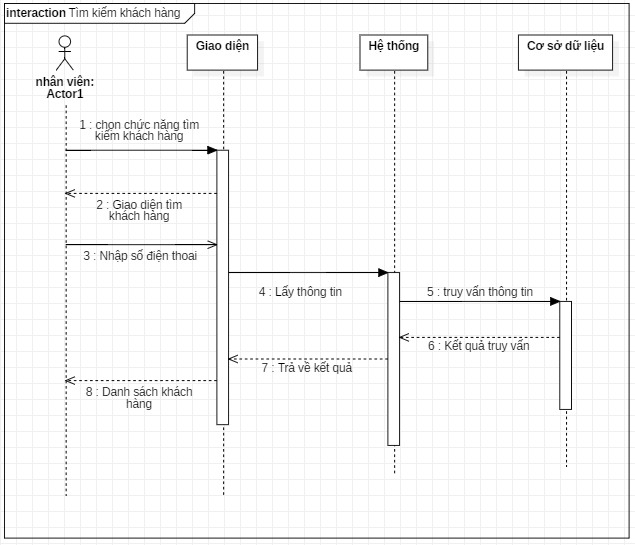 interaction Tìm kiếm khách hàng
Giao diện
Hệ thống
Cơ sở dữ liệu
nhân viên:
Actor1
1 : chọn chức năng tìm
kiếm khách hàng
2 : Giao diện tìm
khách hàng
3 : Nhập số điện thoai
4 : Lấy thông tin
5 : truy vấn thông tin
6 : Kết quả truy vấn
7 : Trả về kết quả
8 : Danh sách khách
hàng